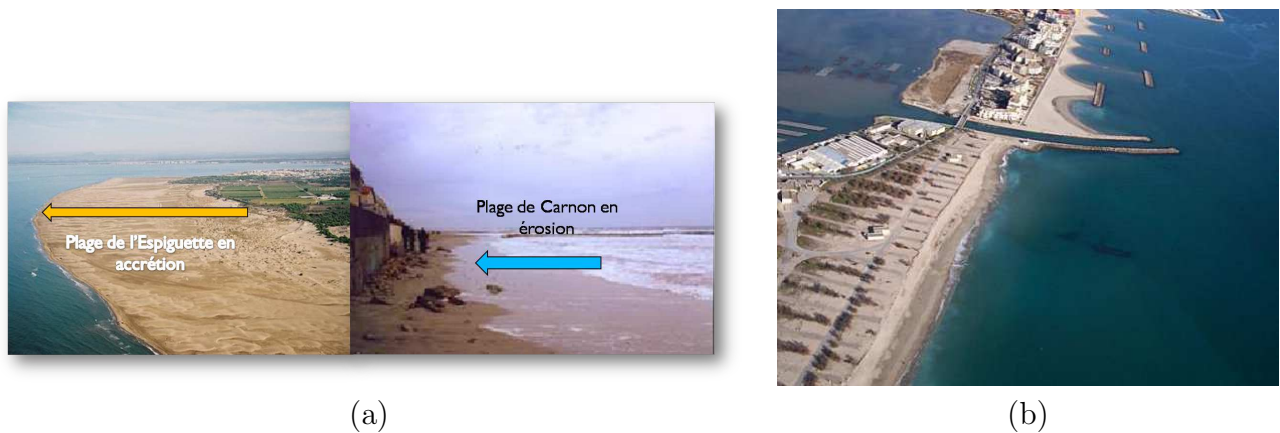 Plage de l'Espiguette en
accrétion
Plage de Carnon en
érosion
(a)
(b)